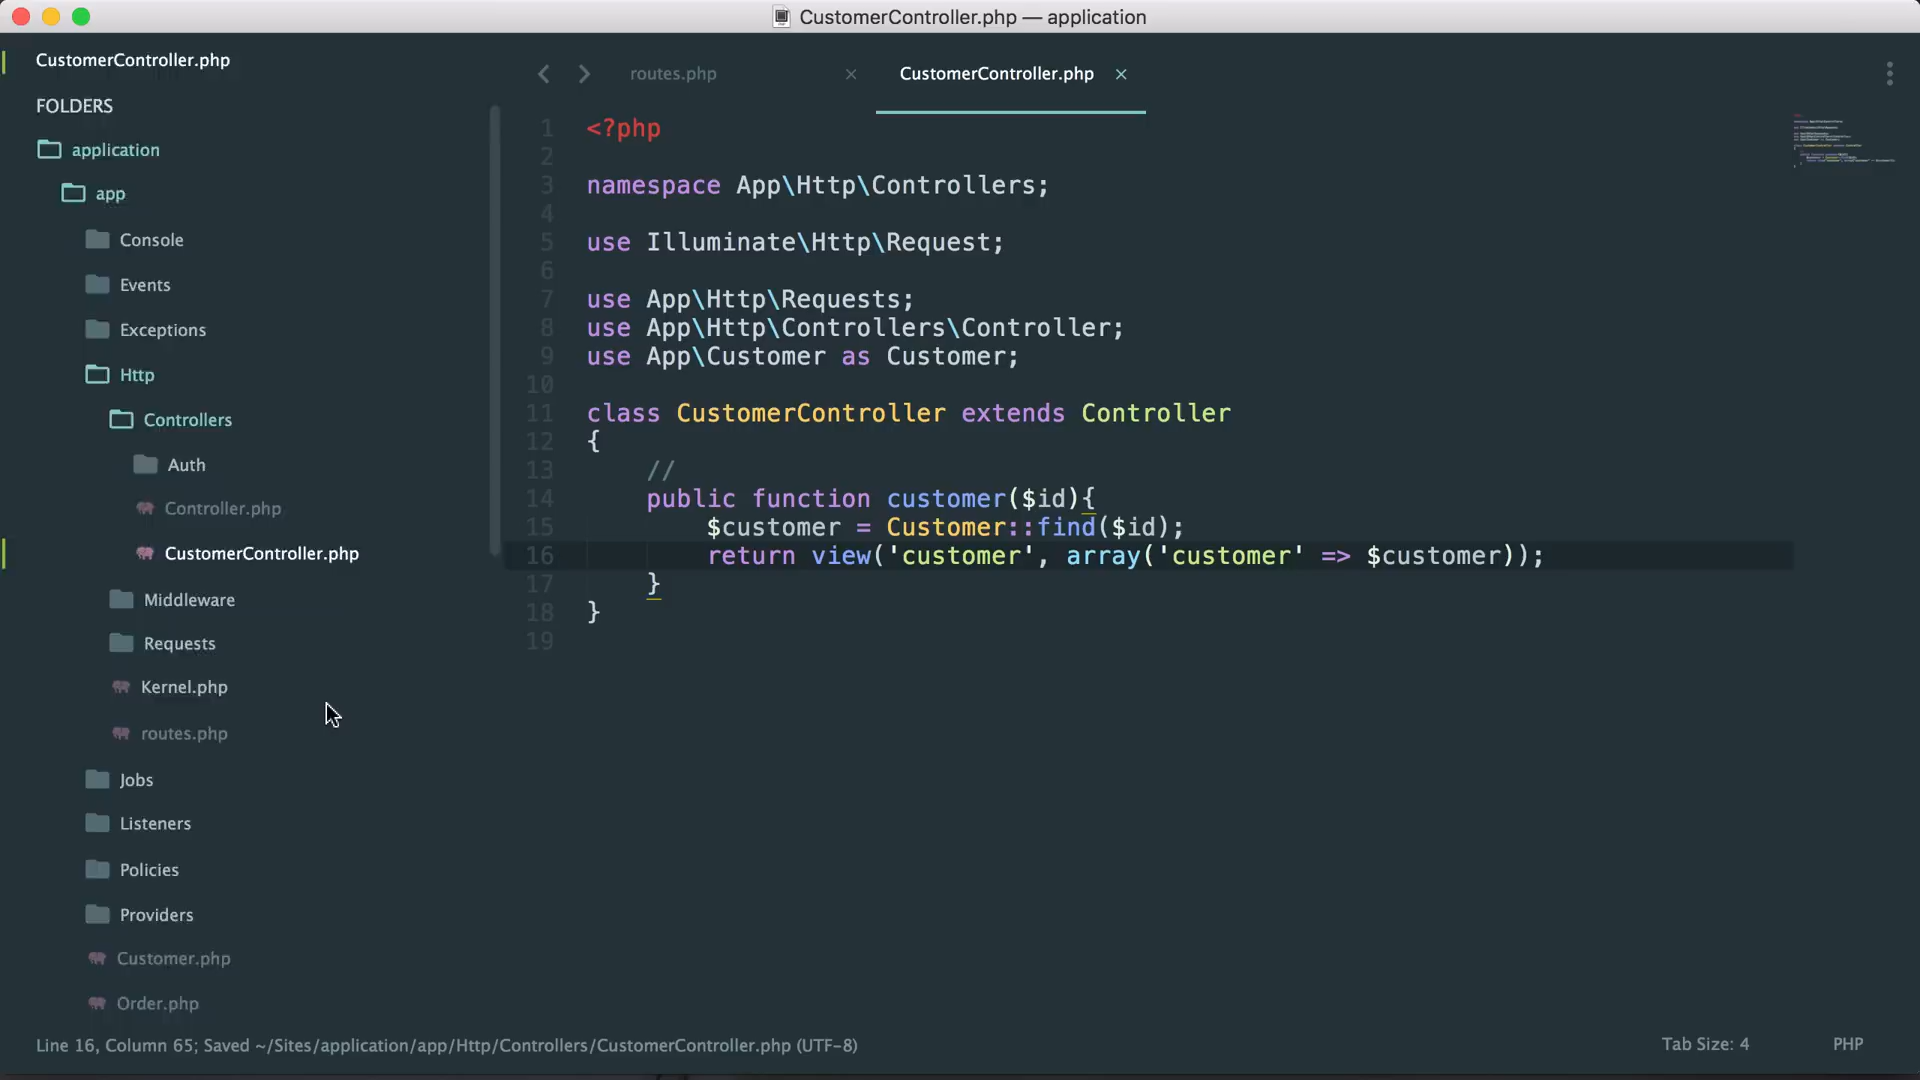 CustomerController.php — application
CustomerController.php
FOLDERS
application
app
Console
Events
Exceptions
Http
Controllers
Auth
Controller.php
CustomerController.php
Middleware
Requests
Kernel.php
routes.php
Jobs
Listeners
Policies
Providers
Customer.php
Order.php
routes.php × CustomerController.php ×
1 <?php
2
3 namespace App\Http\Controllers;
4
5 use Illuminate\Http\Request;
6
7 use App\Http\Requests;
8 use App\Http\Controllers\Controller;
9 use App\Customer as Customer;
10
11 class CustomerController extends Controller
12 {
13     //
14     public function customer($id){
15         $customer = Customer::find($id);
16         return view('customer', array('customer' => $customer));
17     }
18 }
19
Line 16, Column 65; Saved ~/Sites/application/app/Http/Controllers/CustomerController.php (UTF-8)
Tab Size: 4 PHP